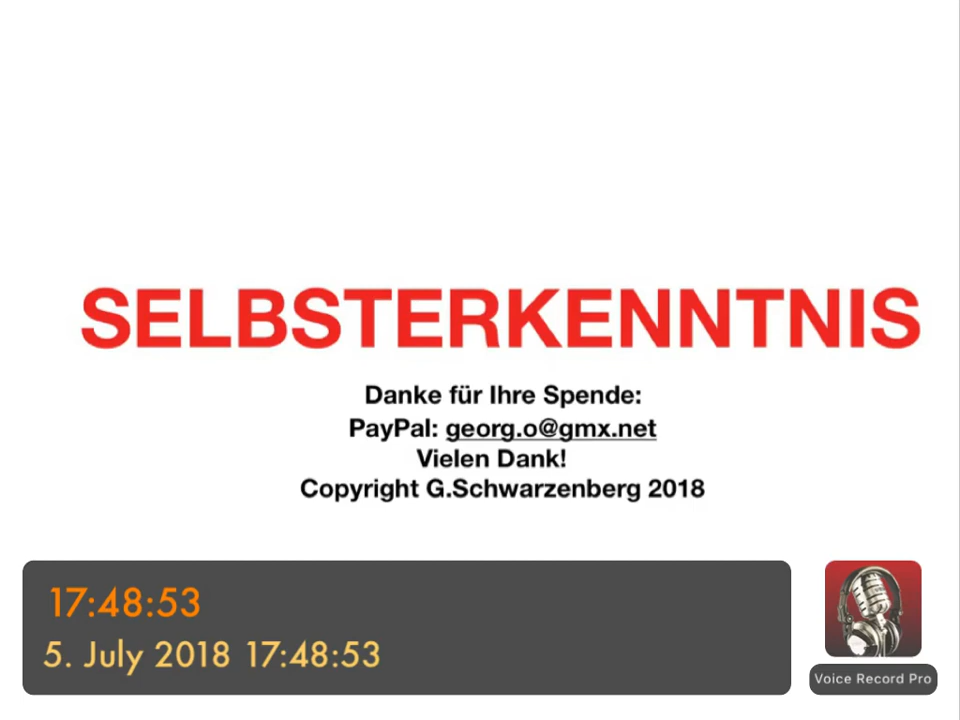 SELBSTERKENNTNIS
Danke für Ihre Spende:
PayPal: georg.o@gmx.net
Vielen Dank!
Copyright G.Schwarzenberg 2018
17:48:53
5. July 2018 17:48:53
Voice Record Pro